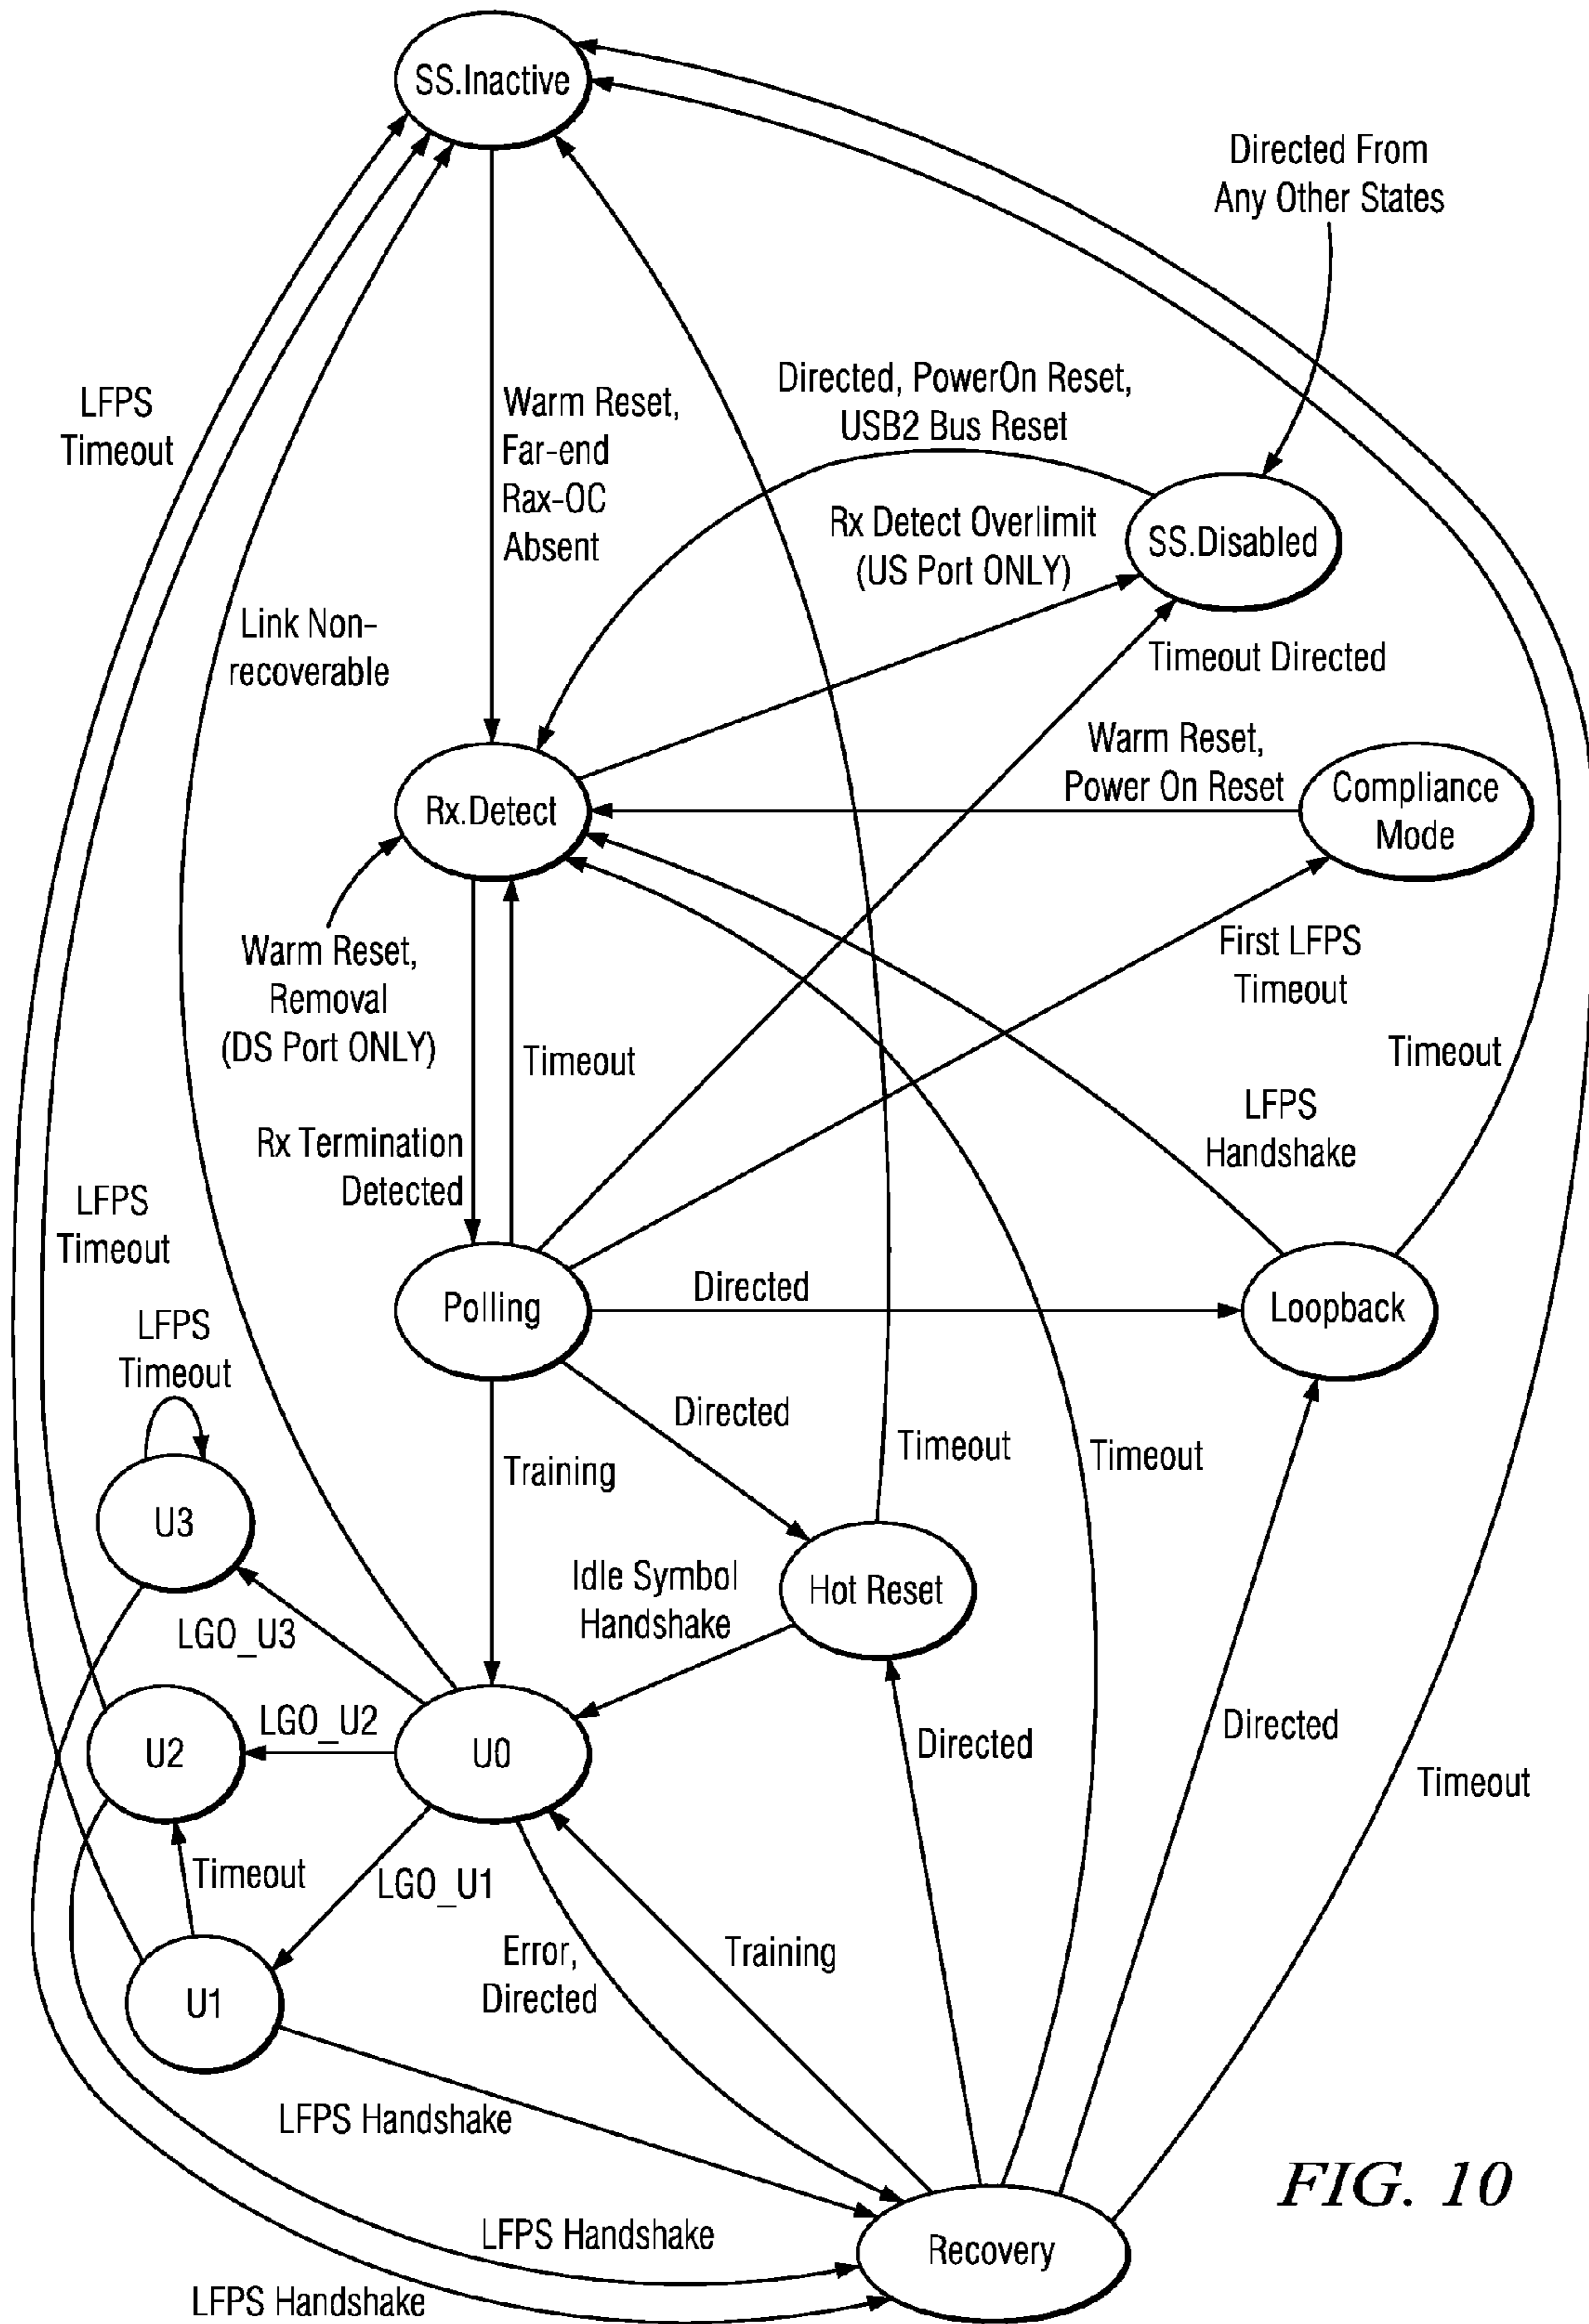 SS.Inactive
Directed From
Any Other States
LFPS
Timeout
Warm Reset,
Far-end
Rax-OC
Absent
Directed, PowerOn Reset,
USB2 Bus Reset
Rx Detect Overlimit
(US Port ONLY)
SS.Disabled
Link Non-
recoverable
Timeout Directed
Rx.Detect
Warm Reset,
Power On Reset
Compliance
Mode
Warm Reset,
Removal
(DS Port ONLY)
Timeout
First LFPS
Timeout
Timeout
Rx Termination
Detected
LFPS
Handshake
LFPS
Timeout
Polling
Directed
Loopback
LFPS
Timeout
Directed
Training
Timeout
Timeout
U3
Idle Symbol
Handshake
Hot Reset
LGO_U3
LGO_U2
U2
U0
Directed
Directed
Timeout
Timeout
LGO_U1
Error,
Directed
Training
U1
LFPS Handshake
LFPS Handshake
Recovery
LFPS Handshake
FIG. 10